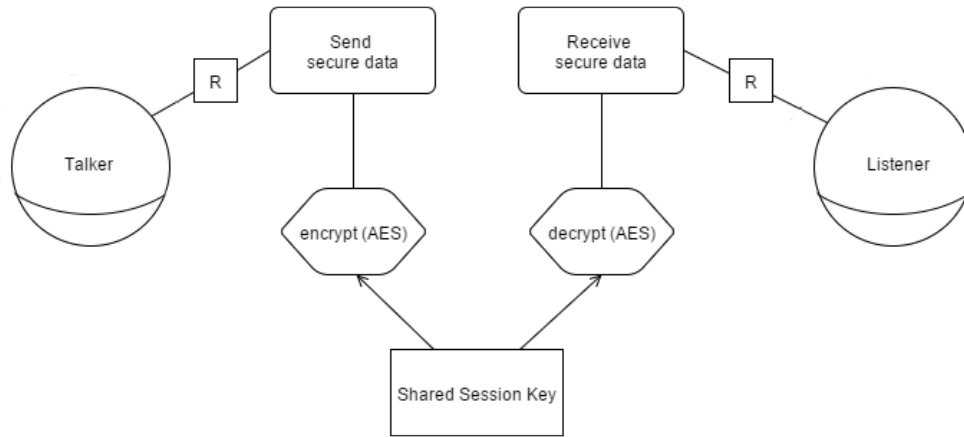 Send
secure data
Receive
secure data
R
R
Talker
Listener
encrypt (AES)
decrypt (AES)
Shared Session Key